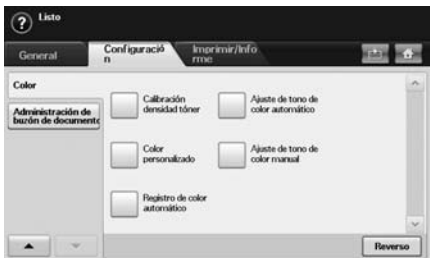 Listo
General
Configuració
n
Imprimir/Info
rme
Color
Administración de
buzón de documento
Calibración
densidad tóner
Ajuste de tono de
color automático
Color
personalizado
Ajuste de tono de
color manual
Registro de color
automático
Reverso